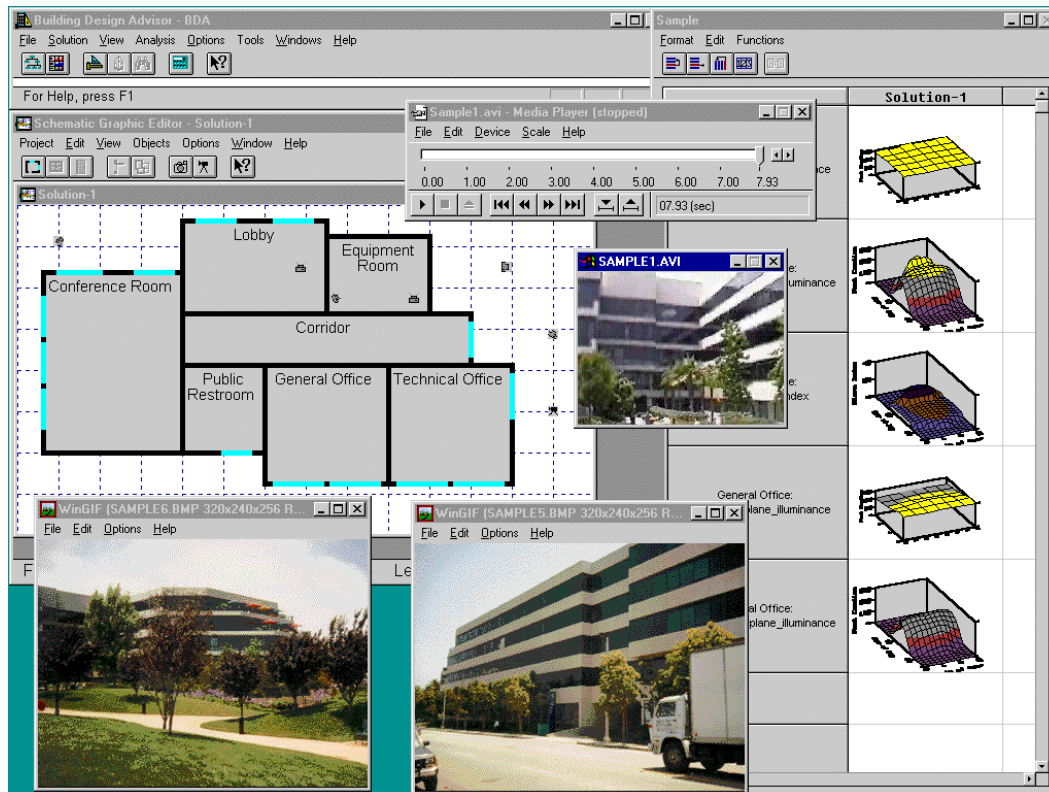 Building Design Advisor - BDA
File Solution View Analysis Options Tools Windows Help
For Help, press F1
Sample
Format Edit Functions
Solution-1
Sample1.avi - Media Player (stopped)
File Edit Device Scale Help
0.00 1.00 2.00 3.00 4.00 5.00 6.00 7.00 7.93
07.93 (sec)
Schematic Graphic Editor - Solution-1
Project Edit View Objects Options Window Help
Solution-1
Lobby
Equipment
Room
Conference Room
Corridor
Public
Restroom
General Office
Technical Office
SAMPLE1.AVI
General Office:
plane_illuminance
al Office:
plane_illuminance
WinGIF (SAMPLE6.BMP 320x240x256 R...
File Edit Options Help
WinGIF (SAMPLE5.BMP 320x240x256 R...
File Edit Options Help